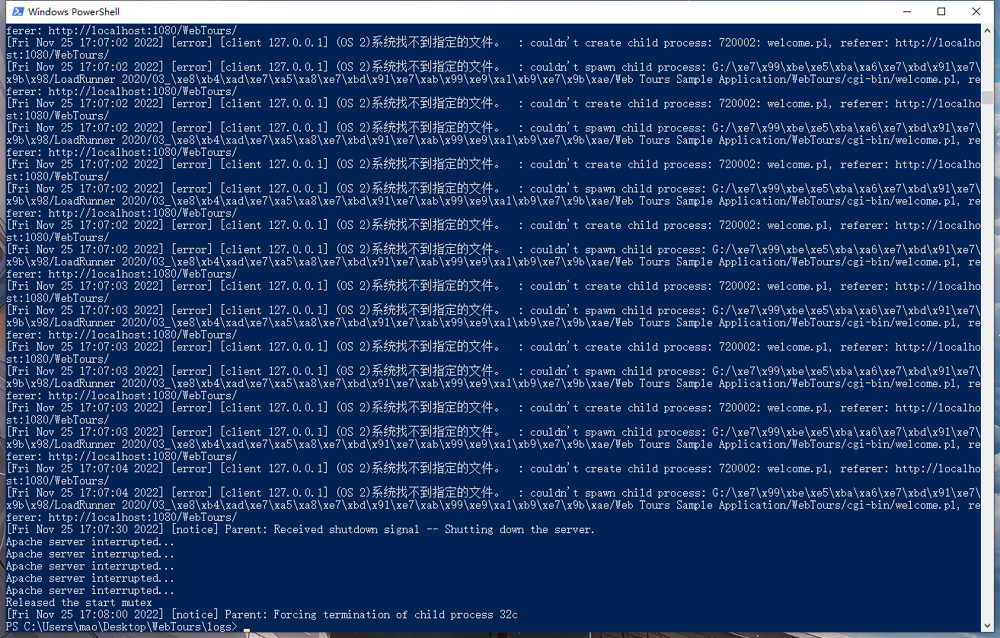 Windows PowerShell
ferer: http://localhost:1080/WebTours/
[Fri Nov 25 17:07:02 2022] [error] [client 127.0.0.1] (OS 2)系统找不到指定的文件。  : couldn't create child process: 720002: welcome.pl, referer: http://localho
st:1080/WebTours/
[Fri Nov 25 17:07:02 2022] [error] [client 127.0.0.1] (OS 2)系统找不到指定的文件。  : couldn't spawn child process: G:/\xe7\x99\xbe\xe5\xba\xa6\xe7\xbd\x91\xe7\
x9b\x98/LoadRunner 2020/03_\xe8\xb4\xad\xe7\xa5\xa8\xe7\xbd\x91\xe7\xab\x99\xe9\xa1\xb9\xe7\x9b\xae/Web Tours Sample Application/WebTours/cgi-bin/welcome.pl, re
ferer: http://localhost:1080/WebTours/
[Fri Nov 25 17:07:02 2022] [error] [client 127.0.0.1] (OS 2)系统找不到指定的文件。  : couldn't create child process: 720002: welcome.pl, referer: http://localho
st:1080/WebTours/
[Fri Nov 25 17:07:02 2022] [error] [client 127.0.0.1] (OS 2)系统找不到指定的文件。  : couldn't spawn child process: G:/\xe7\x99\xbe\xe5\xba\xa6\xe7\xbd\x91\xe7\
x9b\x98/LoadRunner 2020/03_\xe8\xb4\xad\xe7\xa5\xa8\xe7\xbd\x91\xe7\xab\x99\xe9\xa1\xb9\xe7\x9b\xae/Web Tours Sample Application/WebTours/cgi-bin/welcome.pl, re
ferer: http://localhost:1080/WebTours/
[Fri Nov 25 17:07:02 2022] [error] [client 127.0.0.1] (OS 2)系统找不到指定的文件。  : couldn't create child process: 720002: welcome.pl, referer: http://localho
st:1080/WebTours/
[Fri Nov 25 17:07:02 2022] [error] [client 127.0.0.1] (OS 2)系统找不到指定的文件。  : couldn't spawn child process: G:/\xe7\x99\xbe\xe5\xba\xa6\xe7\xbd\x91\xe7\
x9b\x98/LoadRunner 2020/03_\xe8\xb4\xad\xe7\xa5\xa8\xe7\xbd\x91\xe7\xab\x99\xe9\xa1\xb9\xe7\x9b\xae/Web Tours Sample Application/WebTours/cgi-bin/welcome.pl, re
ferer: http://localhost:1080/WebTours/
[Fri Nov 25 17:07:02 2022] [error] [client 127.0.0.1] (OS 2)系统找不到指定的文件。  : couldn't create child process: 720002: welcome.pl, referer: http://localho
st:1080/WebTours/
[Fri Nov 25 17:07:02 2022] [error] [client 127.0.0.1] (OS 2)系统找不到指定的文件。  : couldn't spawn child process: G:/\xe7\x99\xbe\xe5\xba\xa6\xe7\xbd\x91\xe7\
x9b\x98/LoadRunner 2020/03_\xe8\xb4\xad\xe7\xa5\xa8\xe7\xbd\x91\xe7\xab\x99\xe9\xa1\xb9\xe7\x9b\xae/Web Tours Sample Application/WebTours/cgi-bin/welcome.pl, re
ferer: http://localhost:1080/WebTours/
[Fri Nov 25 17:07:03 2022] [error] [client 127.0.0.1] (OS 2)系统找不到指定的文件。  : couldn't create child process: 720002: welcome.pl, referer: http://localho
st:1080/WebTours/
[Fri Nov 25 17:07:03 2022] [error] [client 127.0.0.1] (OS 2)系统找不到指定的文件。  : couldn't spawn child process: G:/\xe7\x99\xbe\xe5\xba\xa6\xe7\xbd\x91\xe7\
x9b\x98/LoadRunner 2020/03_\xe8\xb4\xad\xe7\xa5\xa8\xe7\xbd\x91\xe7\xab\x99\xe9\xa1\xb9\xe7\x9b\xae/Web Tours Sample Application/WebTours/cgi-bin/welcome.pl, re
ferer: http://localhost:1080/WebTours/
[Fri Nov 25 17:07:03 2022] [error] [client 127.0.0.1] (OS 2)系统找不到指定的文件。  : couldn't create child process: 720002: welcome.pl, referer: http://localho
st:1080/WebTours/
[Fri Nov 25 17:07:03 2022] [error] [client 127.0.0.1] (OS 2)系统找不到指定的文件。  : couldn't spawn child process: G:/\xe7\x99\xbe\xe5\xba\xa6\xe7\xbd\x91\xe7\
x9b\x98/LoadRunner 2020/03_\xe8\xb4\xad\xe7\xa5\xa8\xe7\xbd\x91\xe7\xab\x99\xe9\xa1\xb9\xe7\x9b\xae/Web Tours Sample Application/WebTours/cgi-bin/welcome.pl, re
ferer: http://localhost:1080/WebTours/
[Fri Nov 25 17:07:03 2022] [error] [client 127.0.0.1] (OS 2)系统找不到指定的文件。  : couldn't create child process: 720002: welcome.pl, referer: http://localho
st:1080/WebTours/
[Fri Nov 25 17:07:03 2022] [error] [client 127.0.0.1] (OS 2)系统找不到指定的文件。  : couldn't spawn child process: G:/\xe7\x99\xbe\xe5\xba\xa6\xe7\xbd\x91\xe7\
x9b\x98/LoadRunner 2020/03_\xe8\xb4\xad\xe7\xa5\xa8\xe7\xbd\x91\xe7\xab\x99\xe9\xa1\xb9\xe7\x9b\xae/Web Tours Sample Application/WebTours/cgi-bin/welcome.pl, re
ferer: http://localhost:1080/WebTours/
[Fri Nov 25 17:07:04 2022] [error] [client 127.0.0.1] (OS 2)系统找不到指定的文件。  : couldn't create child process: 720002: welcome.pl, referer: http://localho
st:1080/WebTours/
[Fri Nov 25 17:07:04 2022] [error] [client 127.0.0.1] (OS 2)系统找不到指定的文件。  : couldn't spawn child process: G:/\xe7\x99\xbe\xe5\xba\xa6\xe7\xbd\x91\xe7\
x9b\x98/LoadRunner 2020/03_\xe8\xb4\xad\xe7\xa5\xa8\xe7\xbd\x91\xe7\xab\x99\xe9\xa1\xb9\xe7\x9b\xae/Web Tours Sample Application/WebTours/cgi-bin/welcome.pl, re
ferer: http://localhost:1080/WebTours/
[Fri Nov 25 17:07:30 2022] [notice] Parent: Received shutdown signal -- Shutting down the server.
Apache server interrupted...
Apache server interrupted...
Apache server interrupted...
Apache server interrupted...
Apache server interrupted...
Released the start mutex
[Fri Nov 25 17:08:00 2022] [notice] Parent: Forcing termination of child process 32c
PS C:\Users\mao\Desktop\WebTours\logs>